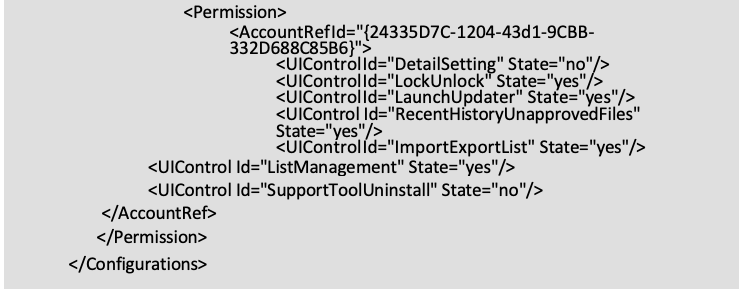 <Permission>
<AccountRefId="{24335D7C-1204-43d1-9CBB-
332D688C85B6}">
<UIControlId="DetailSetting" State="no"/>
<UIControlId="LockUnlock" State="yes"/>
<UIControlId="LaunchUpdater" State="yes"/>
<UIControl Id="RecentHistoryUnapprovedFiles"
State="yes"/>
<UIControlId="ImportExportList" State="yes"/>
<UIControl Id="ListManagement" State="yes"/>
<UIControl Id="SupportToolUninstall" State="no"/>
</AccountRef>
</Permission>
</Configurations>